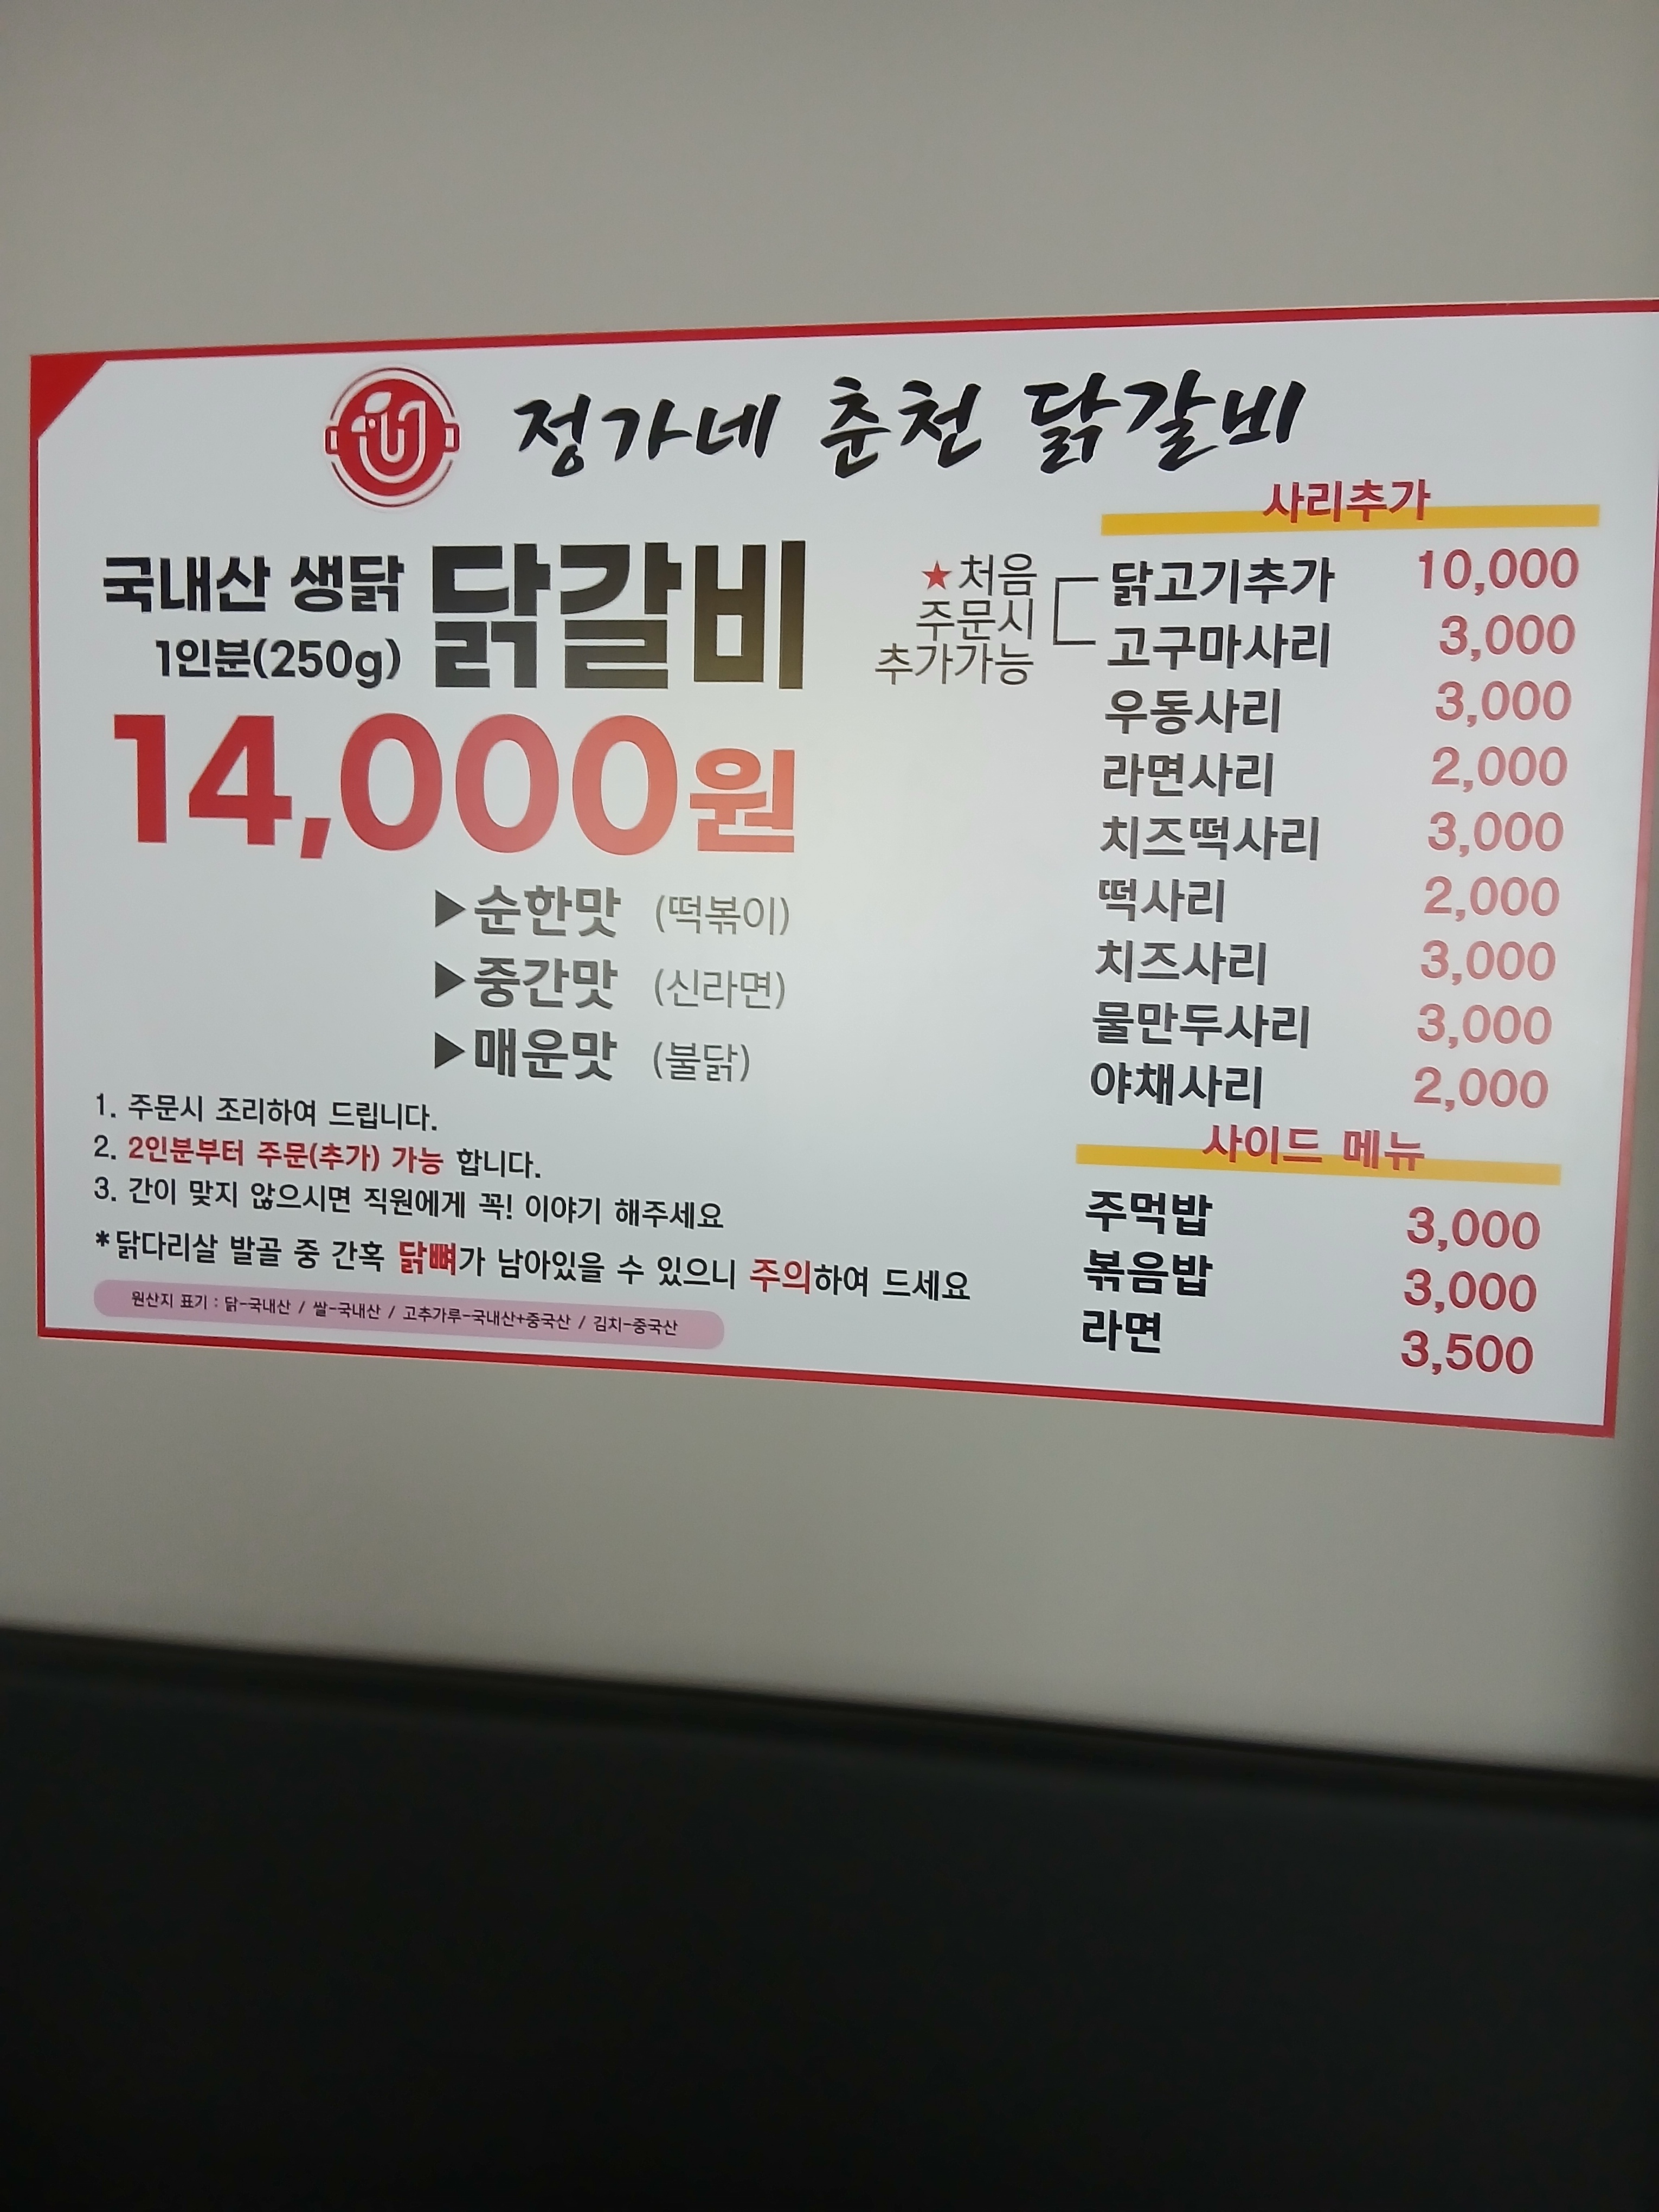 정가네 춘천 닭갈비
국내산 생닭 닭갈비
1인분(250g)
14,000원
▶순한맛 (떡볶이)
▶중간맛 (신라면)
▶매운맛 (불닭)
1. 주문시 조리하여 드립니다.
2. 2인분부터 주문(추가) 가능 합니다.
3. 간이 맞지 않으시면 직원에게 꼭! 이야기 해주세요
*닭다리살 발골 중 간혹 닭뼈가 남아있을 수 있으니 주의하여 드세요
원산지 표기 : 닭-국내산 / 쌀-국내산 / 고추가루-국내산+중국산 / 김치-중국산
사리추가
★처음
주문시
추가가능
닭고기추가 10,000
고구마사리 3,000
우동사리 3,000
라면사리 2,000
치즈떡사리 3,000
떡사리 2,000
치즈사리 3,000
물만두사리 3,000
야채사리 2,000
사이드 메뉴
주먹밥 3,000
볶음밥 3,000
라면 3,500